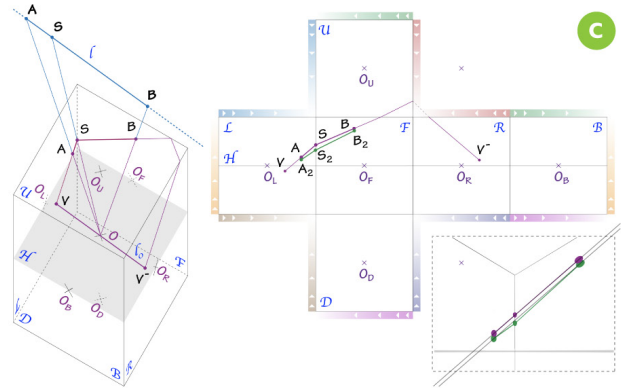 C
A
S
l
B
S
B
A
O_U
O_F
O_L
V
U
O
l_0
F
H
O_R
V⁻
O_B
O_D
D
B
U
O_U
L
F
R
B
B
S
B_2
A
S_2
V
A_2
V⁻
H
O_L
O_F
O_R
O_B
O_D
D